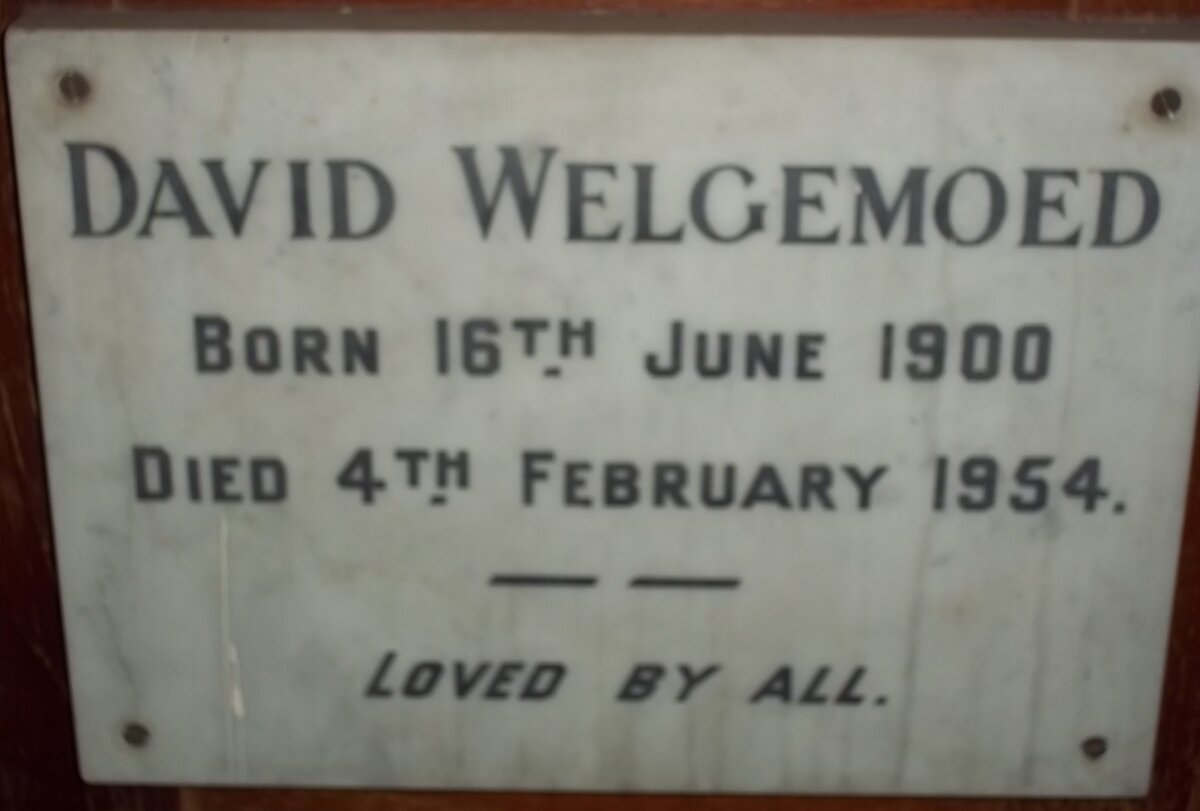 DAVID WELGEMOED
BORN 16TH JUNE 1900
DIED 4TH FEBRUARY 1954.
— —
LOVED BY ALL.